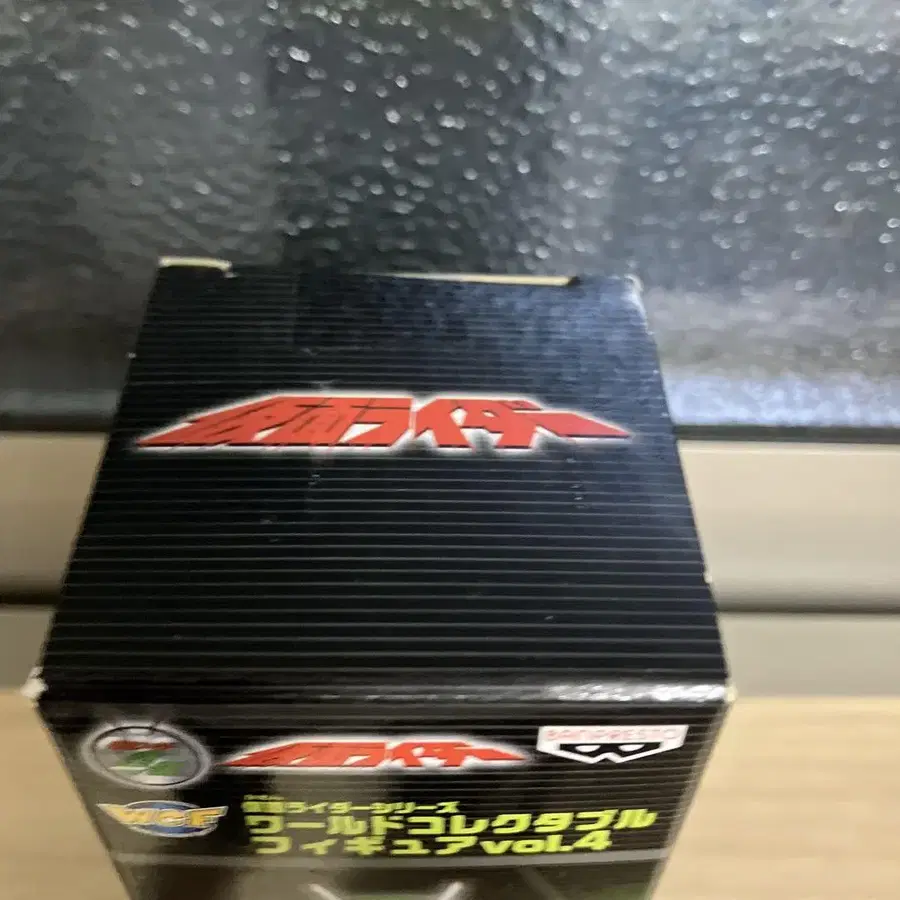 仮面ライダー
仮面ライダー
BANPRESTO
WCF
仮面ライダーシリーズ
ワールドコレクタブル
フィギュアvol.4